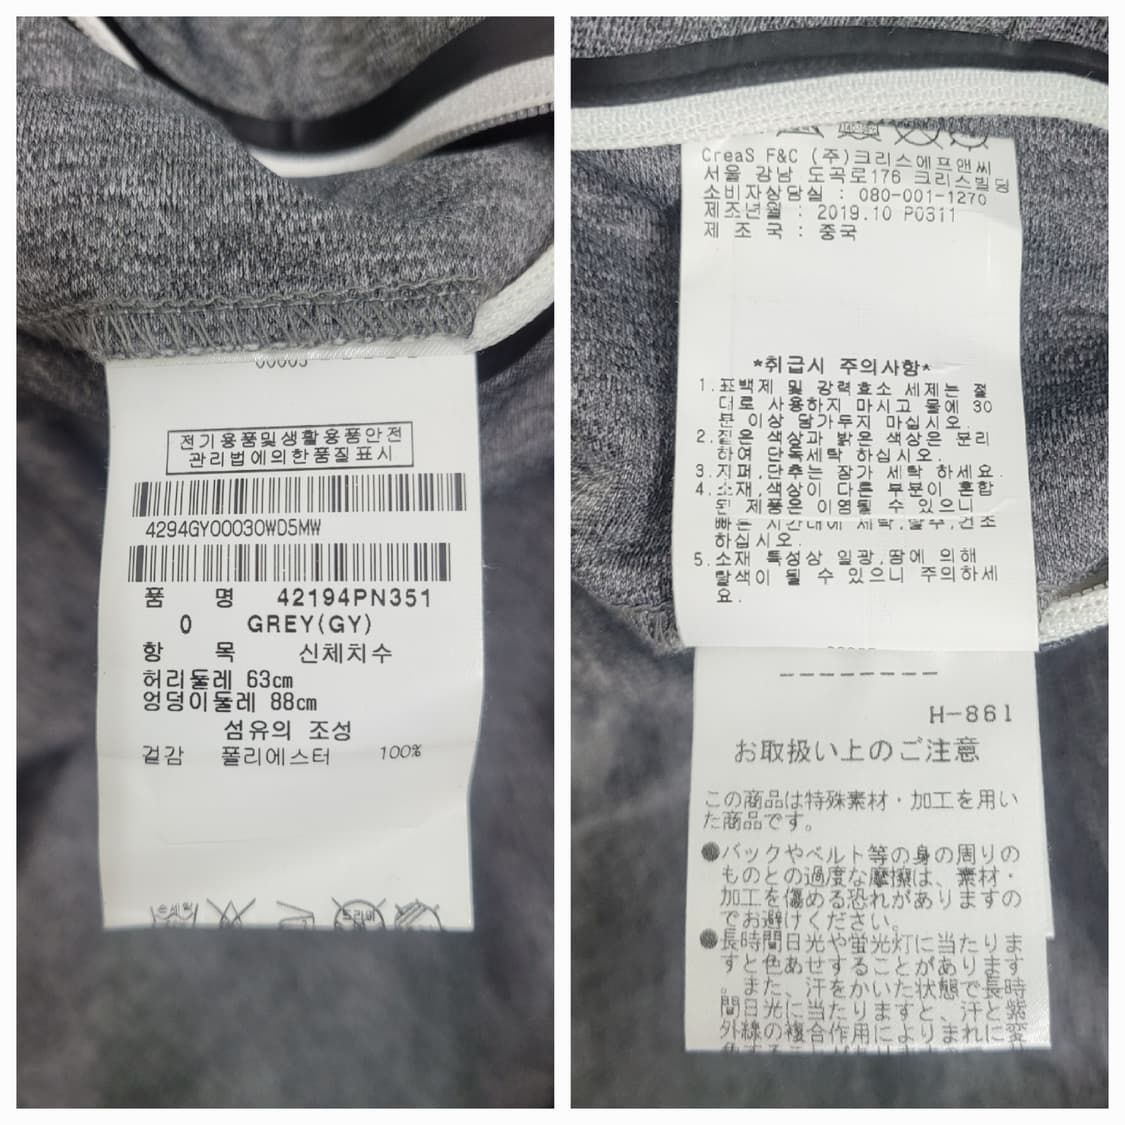 00003
전기용품및생활용품안전
관리법에의한품질표시
4294GY00030WD5MW
품 명 42194PN351
0 GREY(GY)
항 목 신체치수
허리둘레 63cm
엉덩이둘레 88cm
섬유의 조성
겉감 폴리에스터 100%
손세탁
드라이
CreaS F&C (주)크리스에프앤씨
서울 강남 도곡로176 크리스빌딩
소비자상담실 : 080-001-1270
제조년월 : 2019.10 P0311
제 조 국 : 중국
*취급시 주의사항*
1.표백제 및 강력효소 세제는 절
대로 사용하지 마시고 물에 30
분 이상 담가두지 마십시오.
2.짙은 색상과 밝은 색상은 분리
하여 단독세탁 하십시오.
3.지퍼,단추는 잠가 세탁 하세요.
4.소재,색상이 다른 부분이 혼합
된 제품은 이염될 수 있으니
빠른 시간내에 세탁,탈수,건조
하십시오.
5.소재 특성상 일광,땀에 의해
탈색이 될 수 있으니 주의하세
요.
H-861
お取扱い上のご注意
この商品は特殊素材・加工を用い
た商品です。
●バックやベルト等の身の周りの
ものとの過度な摩擦は、素材・
加工を傷める恐れがありますの
でお避けください。
●長時間日光や蛍光灯に当たりま
すと色あせすることがあります
。また、汗をかいた状態で長時
間日光に当たりますと、汗と紫
外線の複合作用によりまれに変